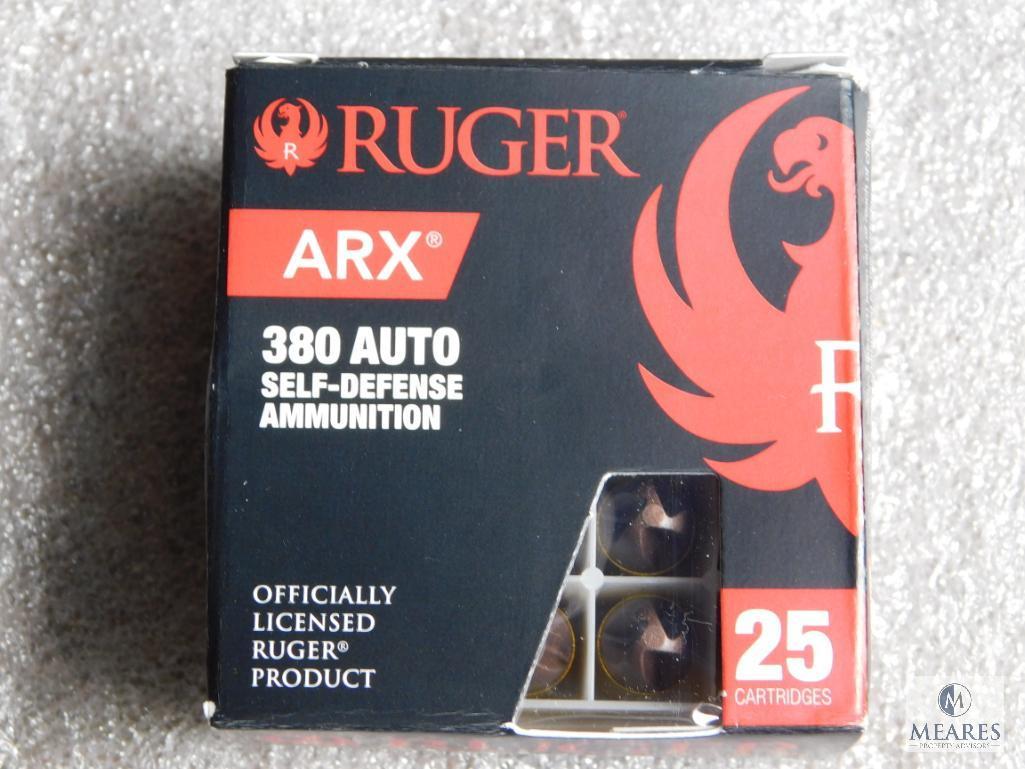 R RUGER®
ARX®
380 AUTO
SELF-DEFENSE
AMMUNITION
R
OFFICIALLY
LICENSED
RUGER®
PRODUCT
25
CARTRIDGES
M
MEARES
PROPERTY ADVISORS